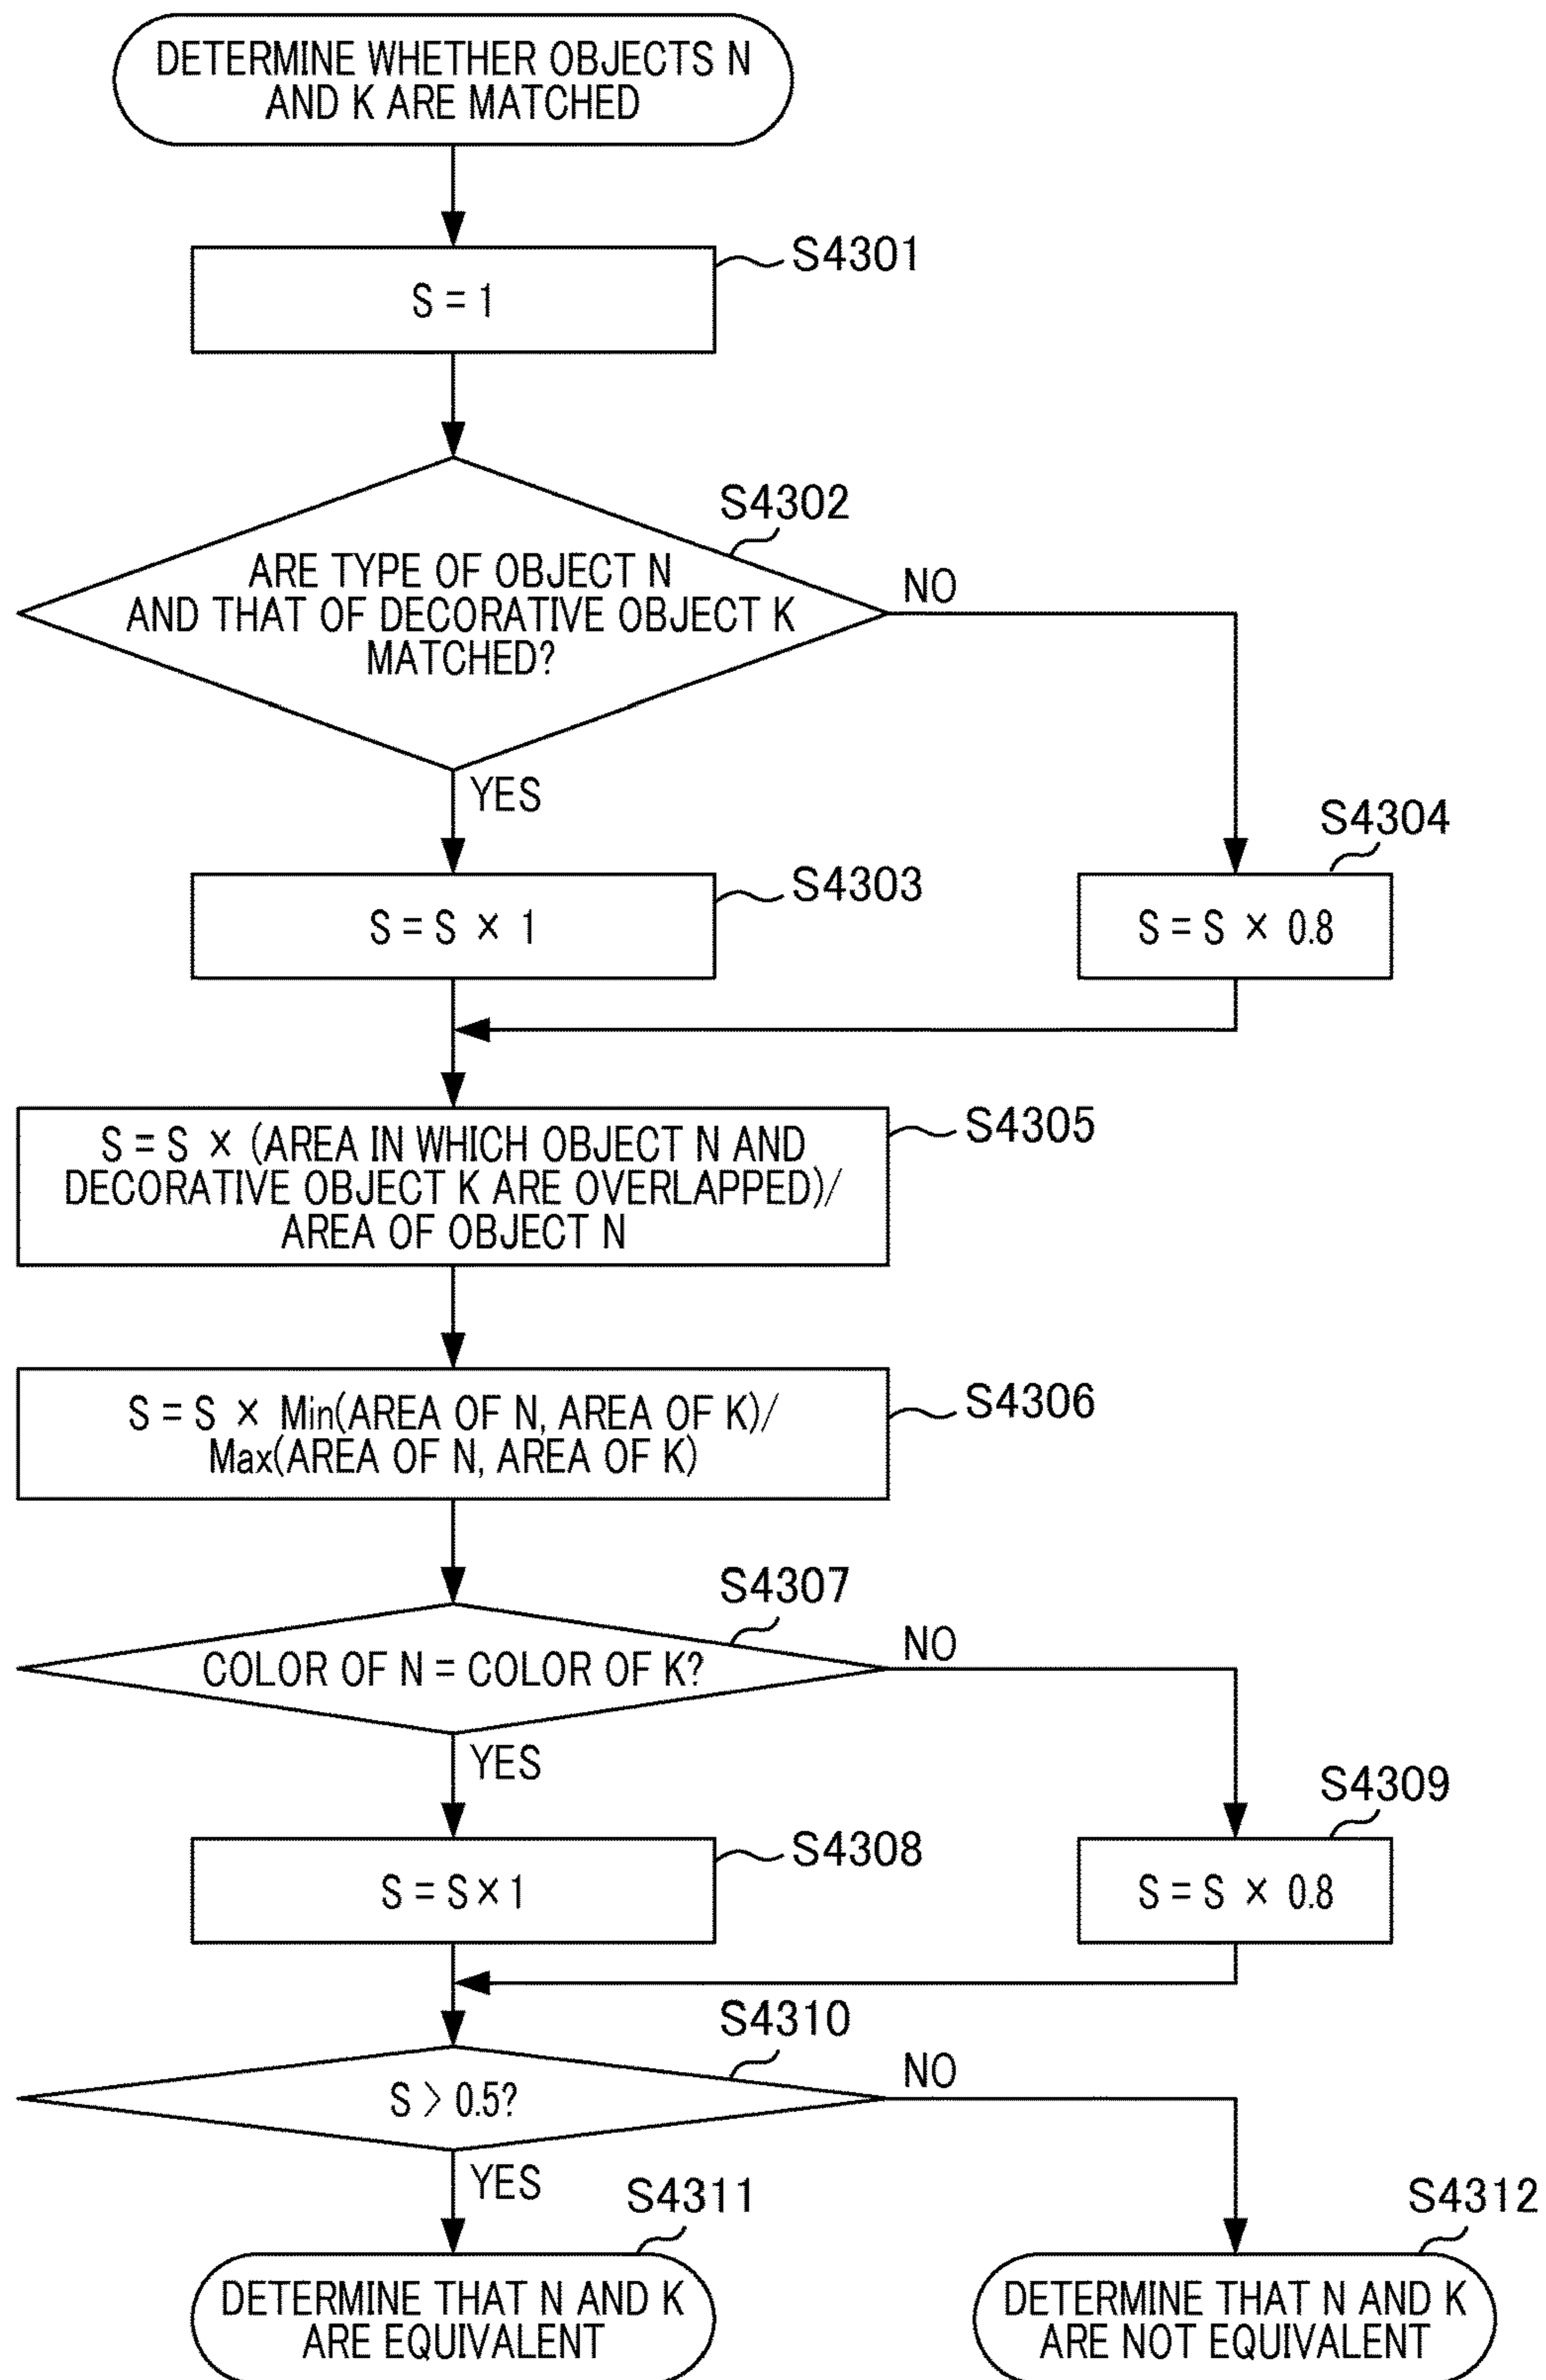 DETERMINE WHETHER OBJECTS N
AND K ARE MATCHED
S4301
S = 1
S4302
ARE TYPE OF OBJECT N
AND THAT OF DECORATIVE OBJECT K
MATCHED?
NO
YES
S4303
S = S × 1
S4304
S = S × 0.8
S4305
S = S × (AREA IN WHICH OBJECT N AND
DECORATIVE OBJECT K ARE OVERLAPPED)/
AREA OF OBJECT N
S4306
S = S × Min(AREA OF N, AREA OF K)/
Max(AREA OF N, AREA OF K)
S4307
COLOR OF N = COLOR OF K?
NO
YES
S4308
S = S×1
S4309
S = S × 0.8
S4310
S > 0.5?
NO
YES
S4311
DETERMINE THAT N AND K
ARE EQUIVALENT
S4312
DETERMINE THAT N AND K
ARE NOT EQUIVALENT